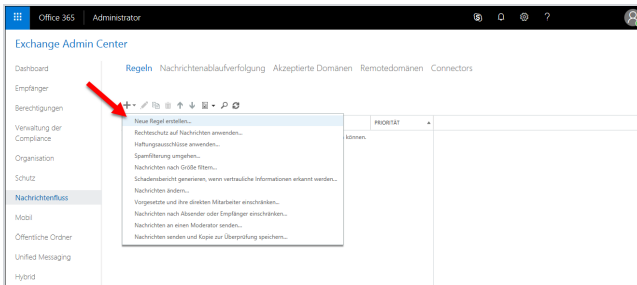 Office 365 Administrator
Exchange Admin Center
Dashboard
Regeln Nachrichtenablaufverfolgung Akzeptierte Domänen Remotedomänen Connectors
Empfänger
Berechtigungen
Neue Regel erstellen...
PRIORITÄT
Verwaltung der
Compliance
Rechteschutz auf Nachrichten anwenden...
können.
Haftungsausschlüsse anwenden...
Organisation
Spamfilterung umgehen...
Nachrichten nach Größe filtern...
Schutz
Schadensbericht generieren, wenn vertrauliche Informationen erkannt werden...
Nachrichten ändern...
Nachrichtenfluss
Vorgesetzte und ihre direkten Mitarbeiter einschränken...
Mobil
Nachrichten nach Absender oder Empfänger einschränken...
Nachrichten an einen Moderator senden...
Öffentliche Ordner
Nachrichten senden und Kopie zur Überprüfung speichern...
Unified Messaging
Hybrid